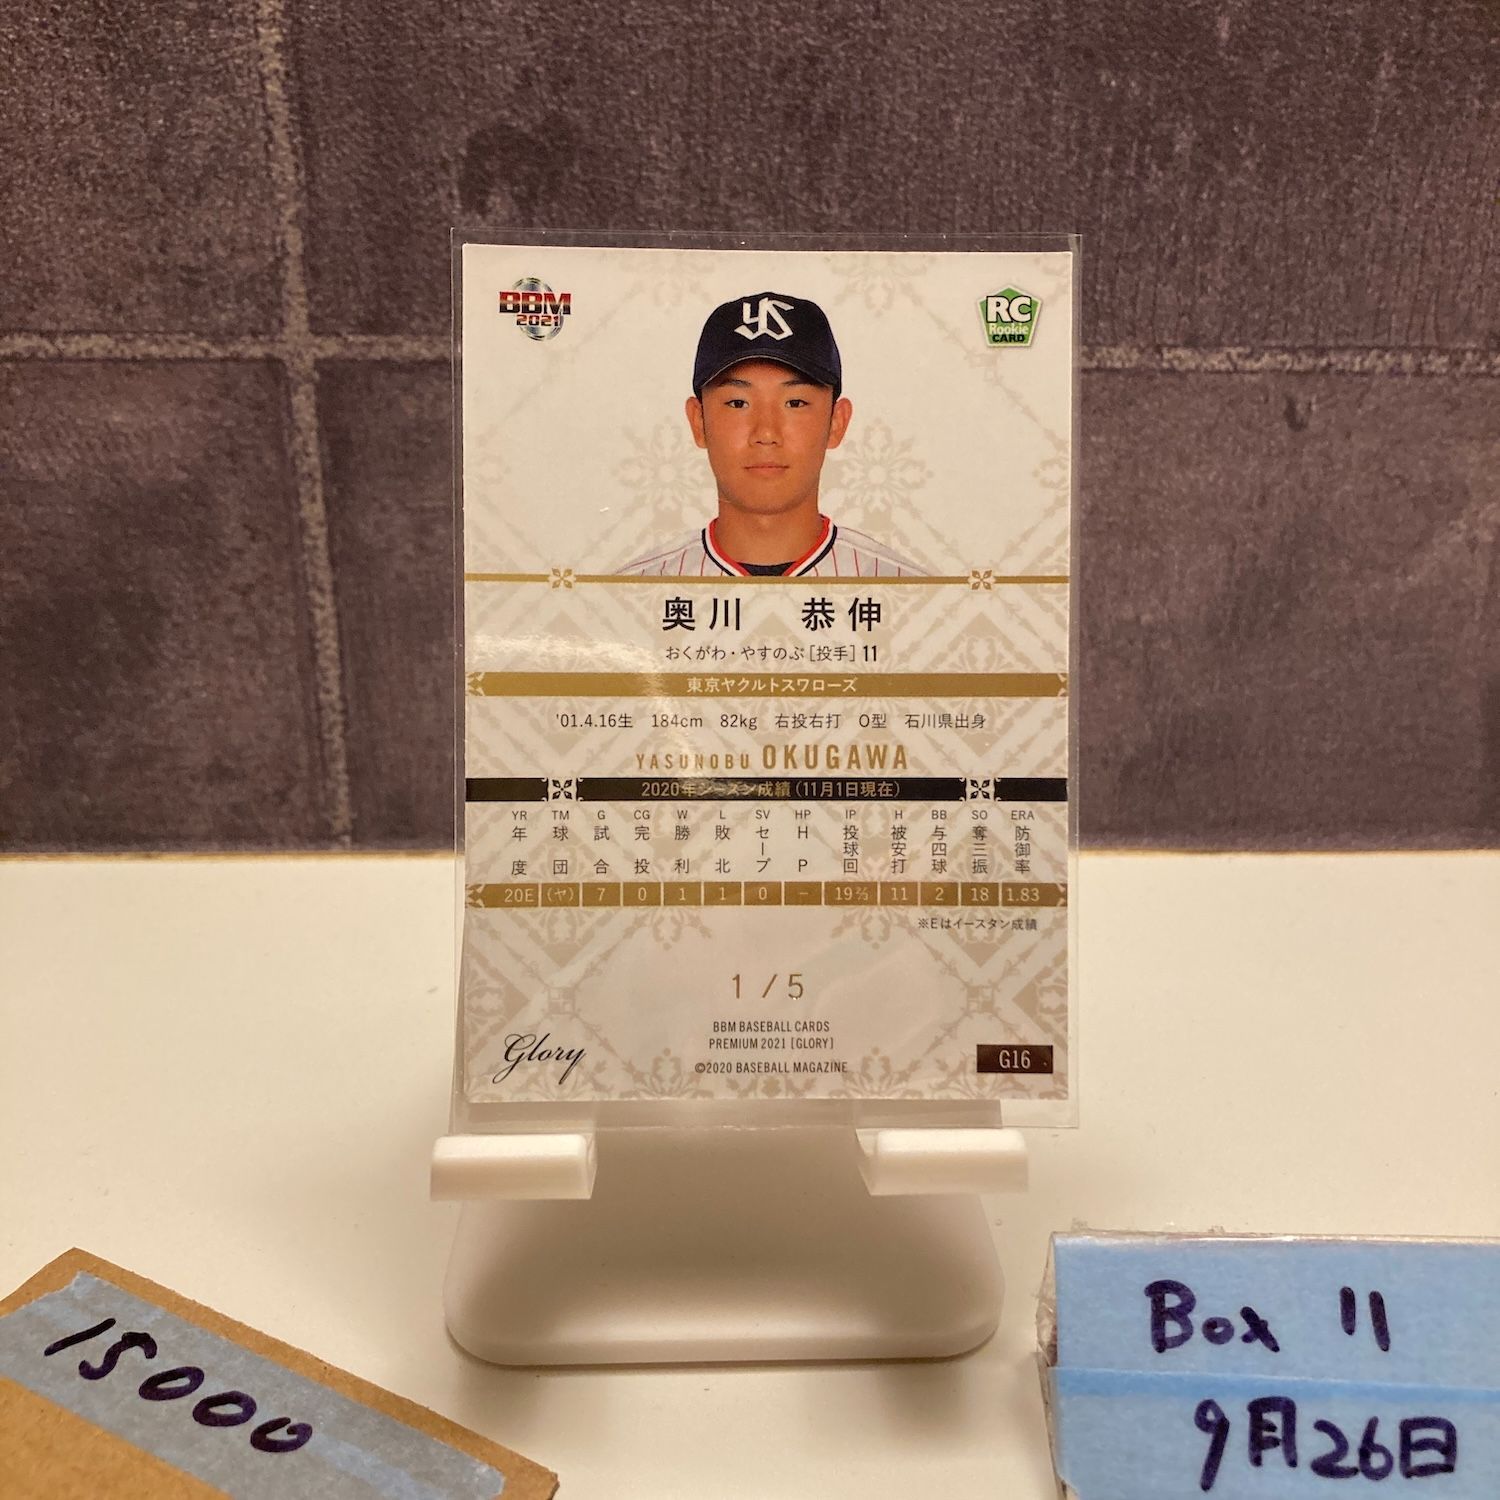 BBM
2021
YS
RC
Rookie
CARD
奥川 恭伸
おくがわ・やすのぶ[投手]11
東京ヤクルトスワローズ
'01.4.16生 184cm 82kg 右投右打 O型 石川県出身
YASUNOBU OKUGAWA
2020年シーズン成績(11月1日現在)
YR TM G CG W L SV HP IP H BB SO ERA
年度 球団 試合 完投 勝利 敗北 セーブ HP 投球回 被安打 与四球 奪三振 防御率
20E (ヤ) 7 0 1 1 0 - 19⅔ 11 2 18 1.83
※Eはイースタン成績
1 / 5
BBM BASEBALL CARDS
PREMIUM 2021 [GLORY]
©2020 BASEBALL MAGAZINE
Glory
G16
15000
Box 11
9月26日